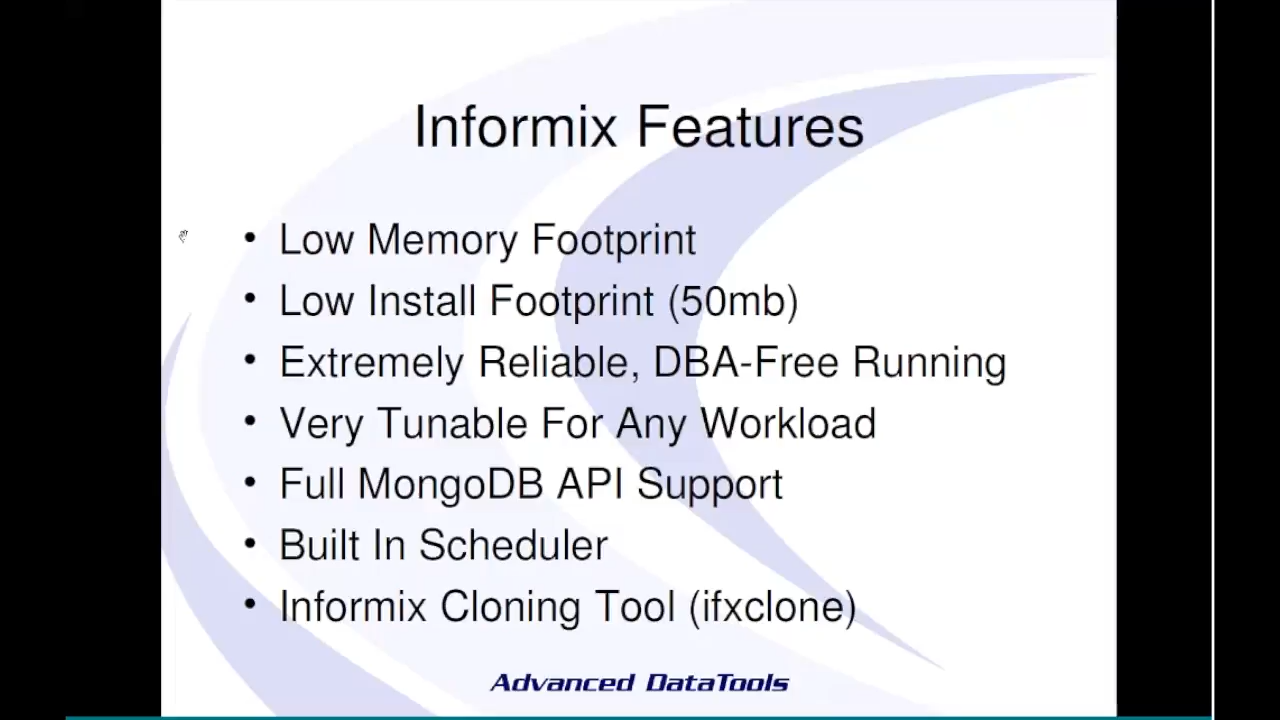 Informix Features
• Low Memory Footprint
• Low Install Footprint (50mb)
• Extremely Reliable, DBA-Free Running
• Very Tunable For Any Workload
• Full MongoDB API Support
• Built In Scheduler
• Informix Cloning Tool (ifxclone)
Advanced DataTools